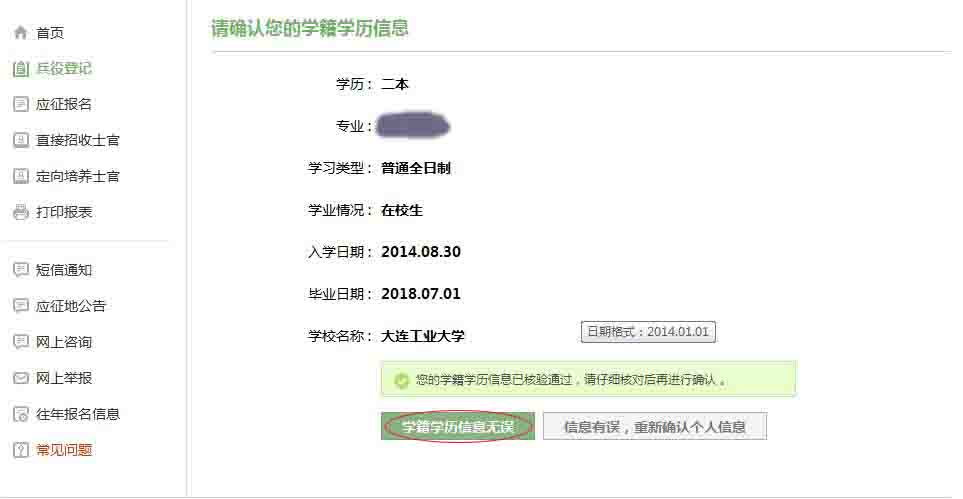 首页
兵役登记
应征报名
直接招收士官
定向培养士官
打印报表
短信通知
应征地公告
网上咨询
网上举报
往年报名信息
常见问题
请确认您的学籍学历信息
学历： 二本
专业：
学习类型： 普通全日制
学业情况： 在校生
入学日期： 2014.08.30
毕业日期： 2018.07.01
学校名称： 大连工业大学
日期格式：2014.01.01
您的学籍学历信息已核验通过，请仔细核对后再进行确认 。
学籍学历信息无误
信息有误，重新确认个人信息